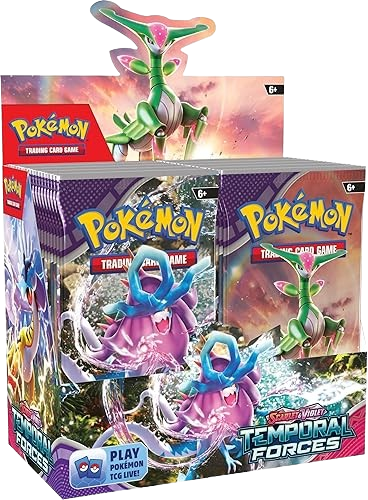 6+
POKÉMON
TRADING CARD GAME
6+
6+
POKÉMON
TRADING CARD GAME
POKÉMON
TRADING CARD GAME
SCARLET & VIOLET
TEMPORAL
FORCES
PLAY
POKÉMON
TCG LIVE!